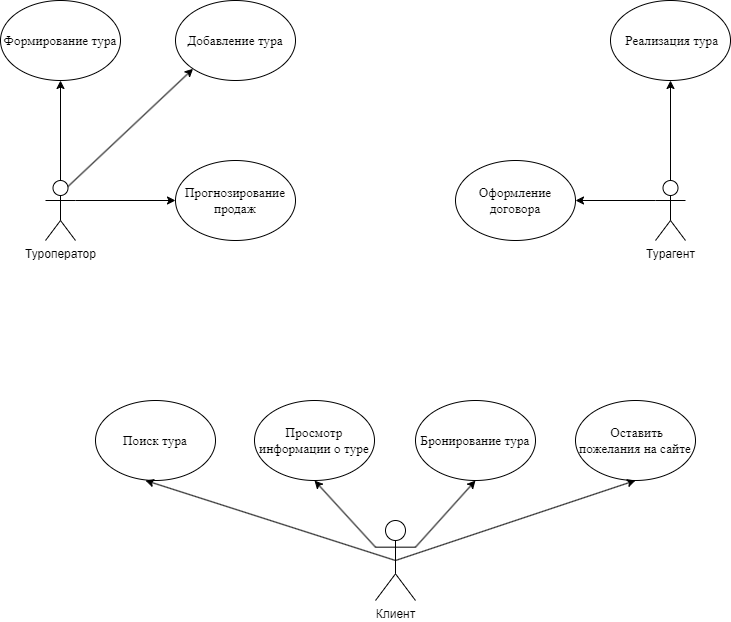 Формирование тура
Добавление тура
Реализация тура
Прогнозирование
продаж
Оформление
договора
Туроператор
Турагент
Поиск тура
Просмотр
информации о туре
Бронирование тура
Оставить
пожелания на сайте
Клиент